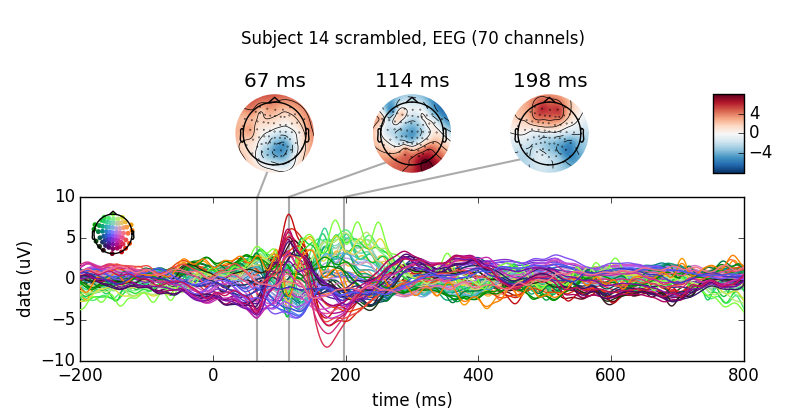 Subject 14 scrambled, EEG (70 channels)
67 ms 114 ms 198 ms
4
0
−4
10
5
0
−5
−10
data (uV)
−200 0 200 400 600 800
time (ms)